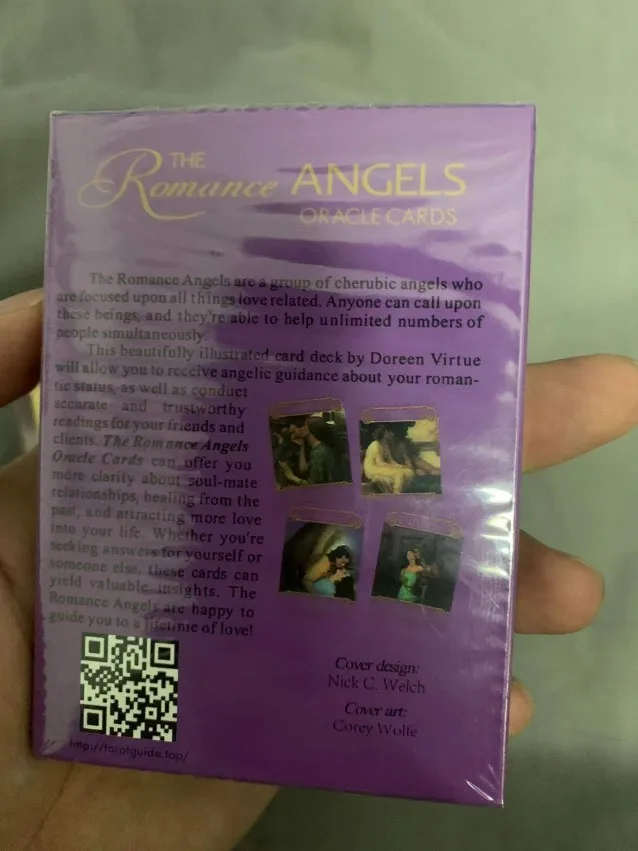 THE
Romance ANGELS
ORACLE CARDS
The Romance Angels are a group of cherubic angels who
are focused upon all things love related. Anyone can call upon
these beings, and they're able to help unlimited numbers of
people simultaneously.
This beautifully illustrated card deck by Doreen Virtue
will allow you to receive angelic guidance about your roman-
tic status, as well as conduct
accurate and trustworthy
readings for your friends and
clients. The Romance Angels
Oracle Cards can offer you
more clarity about soul-mate
relationships, healing from the
past, and attracting more love
into your life. Whether you're
seeking answers for yourself or
someone else, these cards can
yield valuable insights. The
Romance Angels are happy to
guide you to a lifetime of love!
http://tarotguide.top/
Cover design:
Nick C. Welch
Cover art:
Corey Wolfe